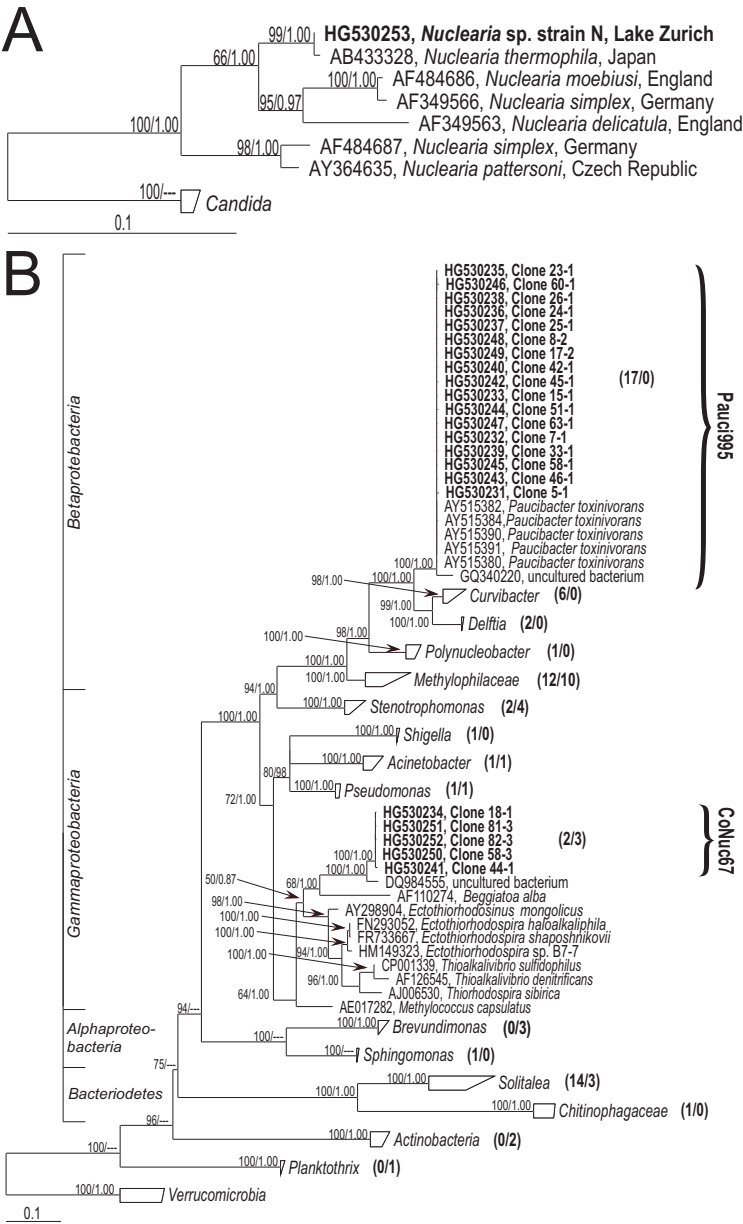 A
99/1.00 HG530253, Nuclearia sp. strain N, Lake Zurich
66/1.00 AB433328, Nuclearia thermophila, Japan
100/1.00 AF484686, Nuclearia moebiusi, England
95/0.97 AF349566, Nuclearia simplex, Germany
100/1.00 AF349563, Nuclearia delicatula, England
98/1.00 AF484687, Nuclearia simplex, Germany
AY364635, Nuclearia pattersoni, Czech Republic
100/--- Candida
0.1
B
HG530235, Clone 23-1
HG530246, Clone 60-1
HG530238, Clone 26-1
HG530236, Clone 24-1
HG530237, Clone 25-1
HG530248, Clone 8-2
HG530249, Clone 17-2
HG530240, Clone 42-1
HG530242, Clone 45-1 (17/0)
HG530233, Clone 15-1
HG530244, Clone 51-1
HG530247, Clone 63-1
HG530232, Clone 7-1
HG530239, Clone 33-1
HG530245, Clone 58-1
HG530243, Clone 46-1
HG530231, Clone 5-1
Pauci995
Betaprotebacteria
AY515382, Paucibacter toxinivorans
AY515384,Paucibacter toxinivorans
AY515390, Paucibacter toxinivorans
AY515391, Paucibacter toxinivorans
AY515380, Paucibacter toxinivorans
100/1.00
GQ340220, uncultured bacterium
98/1.00 100/1.00
Curvibacter (6/0)
99/1.00
100/1.00 Delftia (2/0)
98/1.00
100/1.00 Polynucleobacter (1/0)
100/1.00
100/1.00 Methylophilaceae (12/10)
94/1.00
100/1.00 Stenotrophomonas (2/4)
100/1.00
100/1.00 Shigella (1/0)
100/1.00 Acinetobacter (1/1)
80/98
100/1.00 Pseudomonas (1/1)
72/1.00
Gammaproteobacteria
HG530234, Clone 18-1
HG530251, Clone 81-3
HG530252, Clone 82-3 (2/3)
HG530250, Clone 58-3
100/1.00
HG530241, Clone 44-1
CoNuc67
100/1.00
DQ984555, uncultured bacterium
50/0.87 68/1.00
AF110274, Beggiatoa alba
98/1.00
AY298904, Ectothiorhodosinus mongolicus
100/1.00
FN293052, Ectothiorhodospira haloalkaliphila
100/1.00
FR733667, Ectothiorhodospira shaposhnikovii
94/1.00 HM149323, Ectothiorhodospira sp. B7-7
100/1.00
CP001339, Thioalkalivibrio sulfidophilus
96/1.00 AF126545, Thioalkalivibrio denitrificans
AJ006530, Thiorhodospira sibirica
64/1.00
AE017282, Methylococcus capsulatus
94/---
Alphaproteo-
bacteria
100/1.00 Brevundimonas (0/3)
100/---
100/--- Sphingomonas (1/0)
75/---
Bacteriodetes
100/1.00 Solitalea (14/3)
100/1.00
100/1.00 Chitinophagaceae (1/0)
96/---
100/1.00 Actinobacteria (0/2)
100/---
100/1.00 Planktothrix (0/1)
100/1.00 Verrucomicrobia
0.1